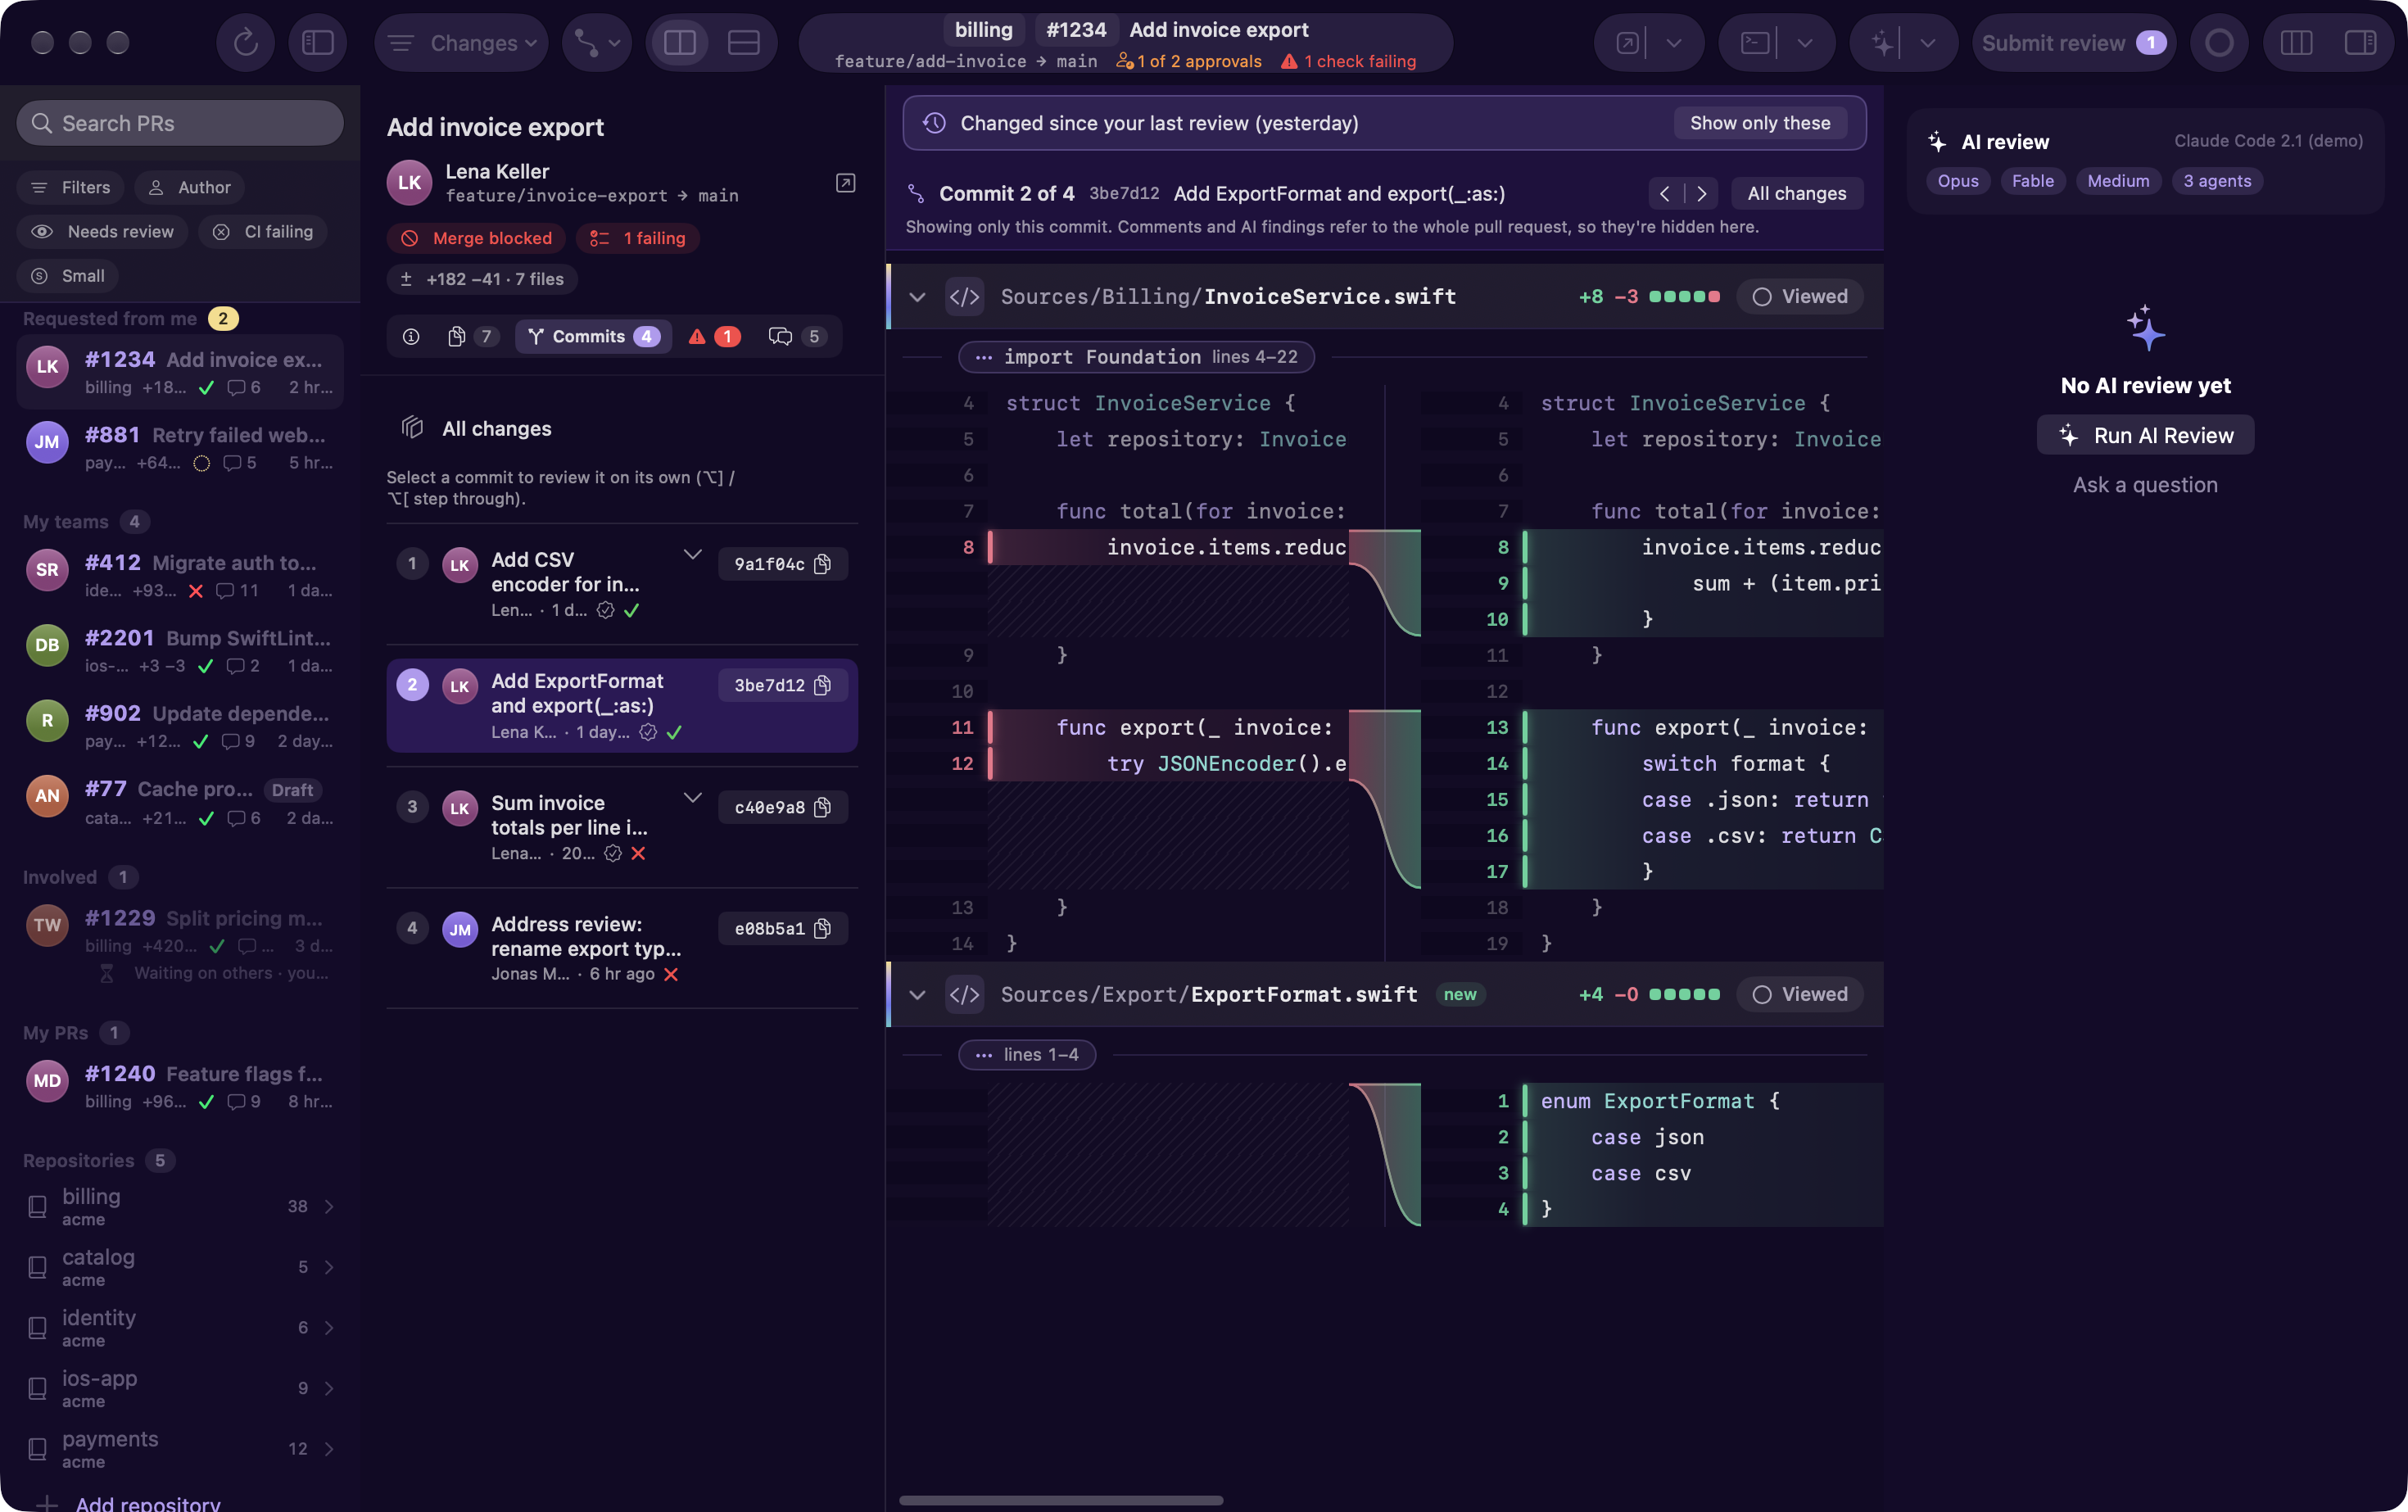 Changes
billing #1234 Add invoice export
feature/add-invoice → main 1 of 2 approvals 1 check failing
Submit review 1
Search PRs
Filters Author
Needs review CI failing
Small
Requested from me 2
LK #1234 Add invoice ex...
billing +18... 6 2 hr...
JM #881 Retry failed web...
pay... +64... 5 5 hr...
My teams 4
SR #412 Migrate auth to...
ide... +93... 11 1 da...
DB #2201 Bump SwiftLint...
ios-... +3 −3 2 1 da...
R #902 Update depende...
pay... +12... 9 2 day...
AN #77 Cache pro... Draft
cata... +21... 6 2 da...
Involved 1
TW #1229 Split pricing m...
billing +420... ... 3 d...
Waiting on others · you...
My PRs 1
MD #1240 Feature flags f...
billing +96... 9 8 hr...
Repositories 5
billing 38
acme
catalog 5
acme
identity 6
acme
ios-app 9
acme
payments 12
acme
Add repository
Add invoice export
LK Lena Keller
feature/invoice-export → main
Merge blocked 1 failing
+182 −41 · 7 files
7 Commits 4 1 5
All changes
Select a commit to review it on its own (⌥] /
⌥[ step through).
1 LK Add CSV
encoder for in...
Len... · 1 d...
9a1f04c
2 LK Add ExportFormat
and export(_:as:)
Lena K... · 1 day...
3be7d12
3 LK Sum invoice
totals per line i...
Lena... · 20...
c40e9a8
4 JM Address review:
rename export typ...
Jonas M... · 6 hr ago
e08b5a1
Changed since your last review (yesterday) Show only these
Commit 2 of 4 3be7d12 Add ExportFormat and export(_:as:) All changes
Showing only this commit. Comments and AI findings refer to the whole pull request, so they're hidden here.
Sources/Billing/InvoiceService.swift +8 −3 Viewed
··· import Foundation lines 4–22
4 struct InvoiceService {
5 let repository: Invoice
6
7 func total(for invoice:
8 invoice.items.reduc
9 }
10
11 func export(_ invoice:
12 try JSONEncoder().e
13 }
14 }
4 struct InvoiceService {
5 let repository: Invoice
6
7 func total(for invoice:
8 invoice.items.reduc
9 sum + (item.pri
10 }
11 }
12
13 func export(_ invoice:
14 switch format {
15 case .json: return
16 case .csv: return C
17 }
18 }
19 }
Sources/Export/ExportFormat.swift new +4 −0 Viewed
··· lines 1–4
1 enum ExportFormat {
2 case json
3 case csv
4 }
AI review Claude Code 2.1 (demo)
Opus Fable Medium 3 agents
No AI review yet
Run AI Review
Ask a question